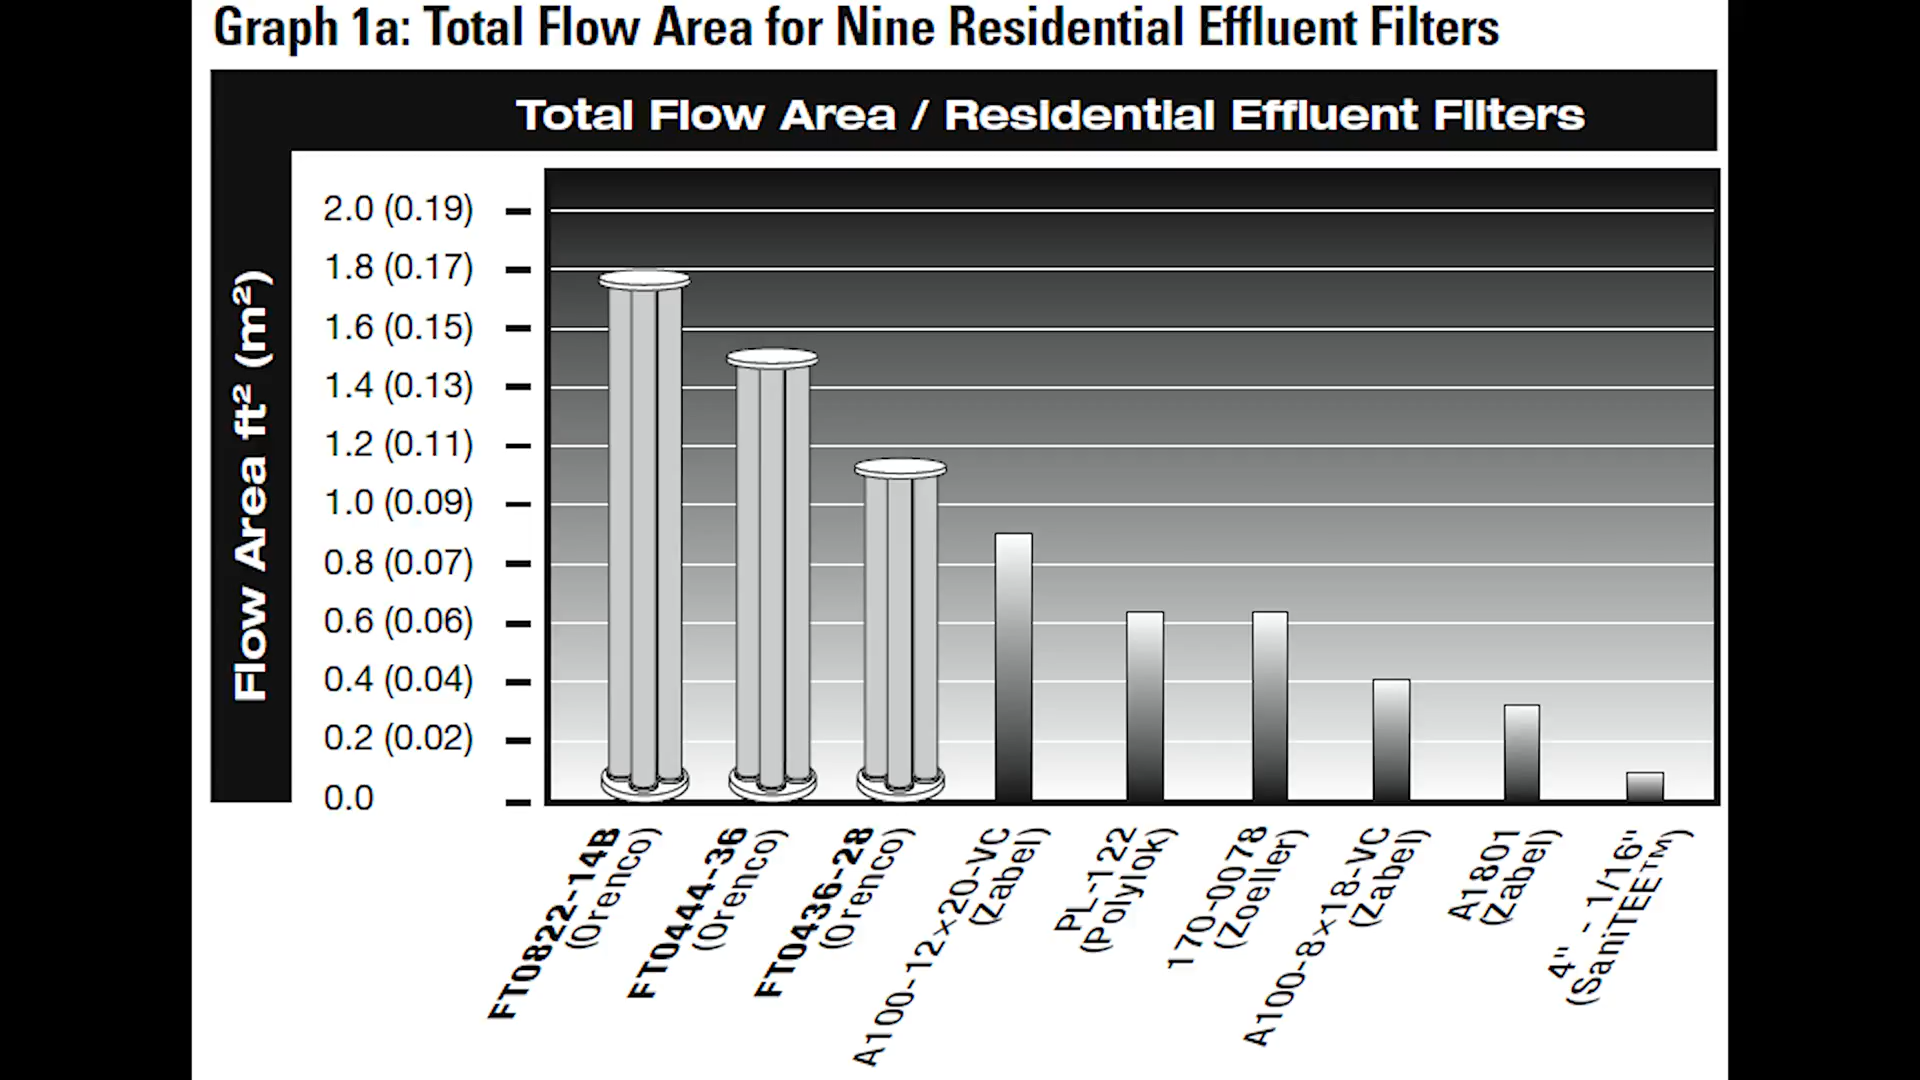 Graph 1a: Total Flow Area for Nine Residential Effluent Filters
Total Flow Area / Residential Effluent Filters
Flow Area ft² (m²)
2.0 (0.19)
1.8 (0.17)
1.6 (0.15)
1.4 (0.13)
1.2 (0.11)
1.0 (0.09)
0.8 (0.07)
0.6 (0.06)
0.4 (0.04)
0.2 (0.02)
0.0
FT0822-14B
(Orenco)
FT0444-36
(Orenco)
FT0436-28
(Orenco)
A100-12×20-VC
(Zabel)
PL-122
(Polylok)
170-0078
(Zoeller)
A100-8×18-VC
(Zabel)
A1801
(Zabel)
4" - 1/16"
(SaniTEE™)